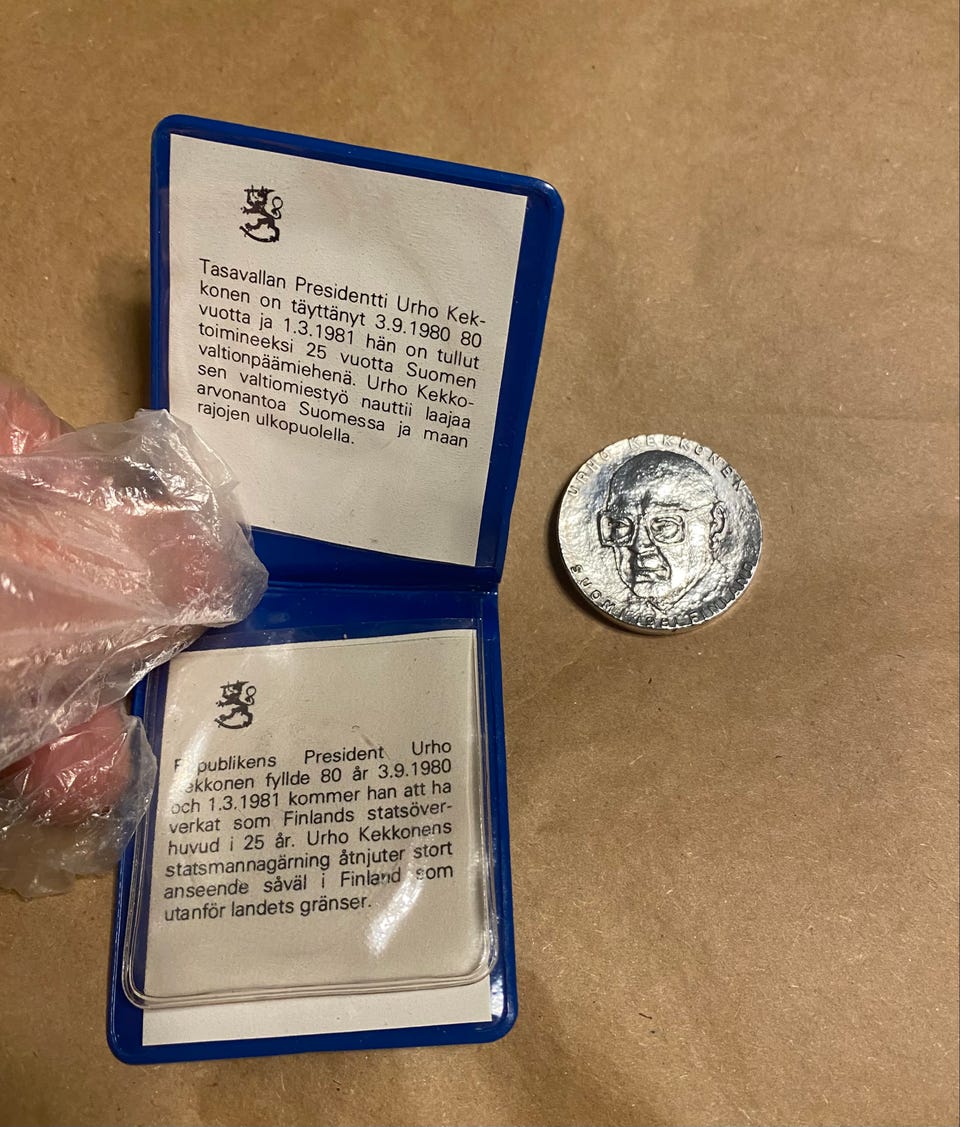 Tasavallan Presidentti Urho Kek-
konen on täyttänyt 3.9.1980 80
vuotta ja 1.3.1981 hän on tullut
toimineeksi 25 vuotta Suomen
valtionpäämiehenä. Urho Kekko-
sen valtiomiestyö nauttii laajaa
arvonantoa Suomessa ja maan
rajojen ulkopuolella.
URHO KEKKONEN
SUOMI 1981 FINLAND
Republikens President Urho
Kekkonen fyllde 80 år 3.9.1980
och 1.3.1981 kommer han att ha
verkat som Finlands statsöver-
huvud i 25 år. Urho Kekkonens
statsmannagärning åtnjuter stort
anseende såväl i Finland som
utanför landets gränser.